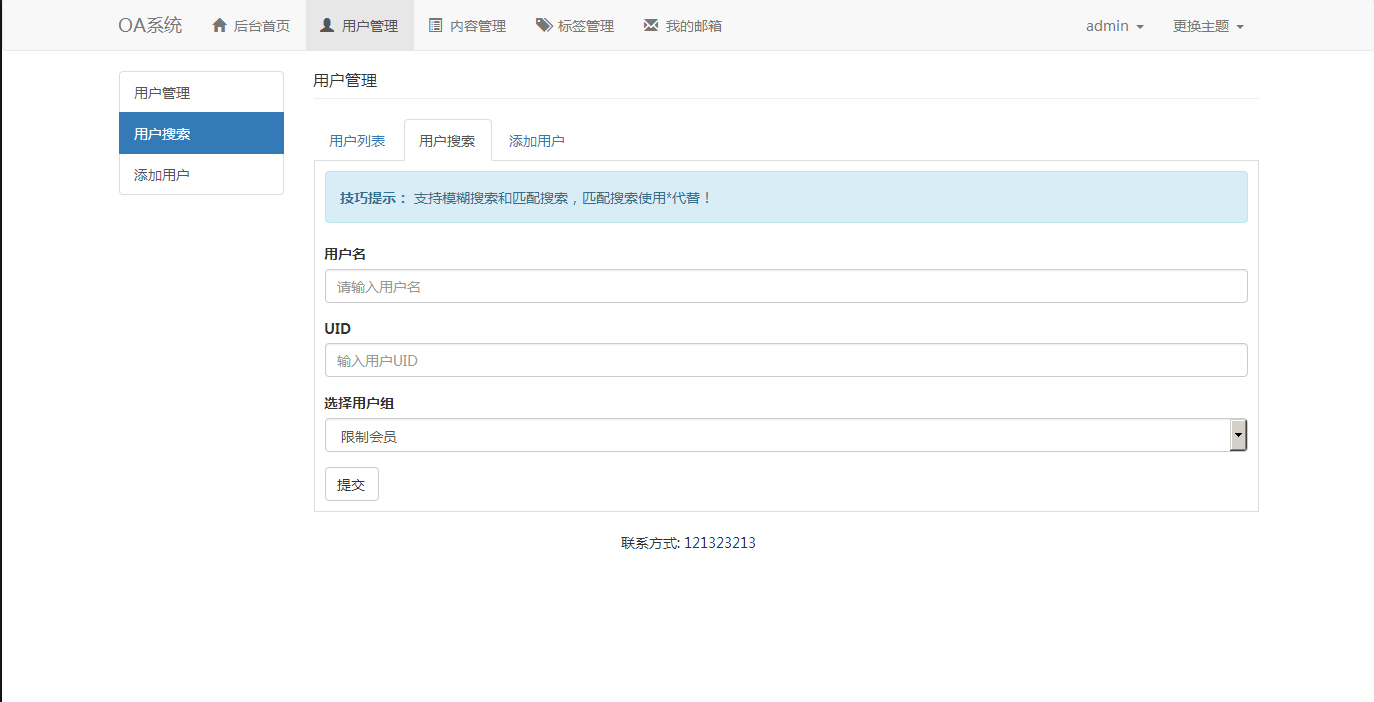 OA系统 后台首页 用户管理 内容管理 标签管理 我的邮箱 admin 更换主题
用户管理
用户搜索
添加用户
用户管理
用户列表 用户搜索 添加用户
技巧提示： 支持模糊搜索和匹配搜索，匹配搜索使用*代替！
用户名
请输入用户名
UID
输入用户UID
选择用户组
限制会员
提交
联系方式: 121323213